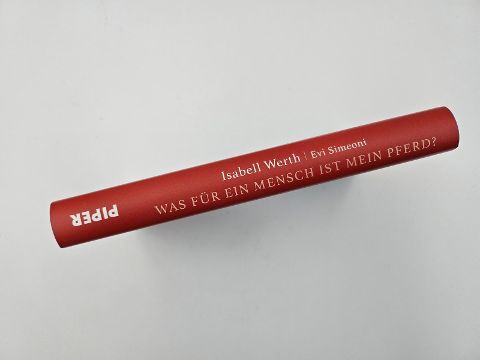 Isabell Werth | Evi Simeoni
WAS FÜR EIN MENSCH IST MEIN PFERD?
PIPER